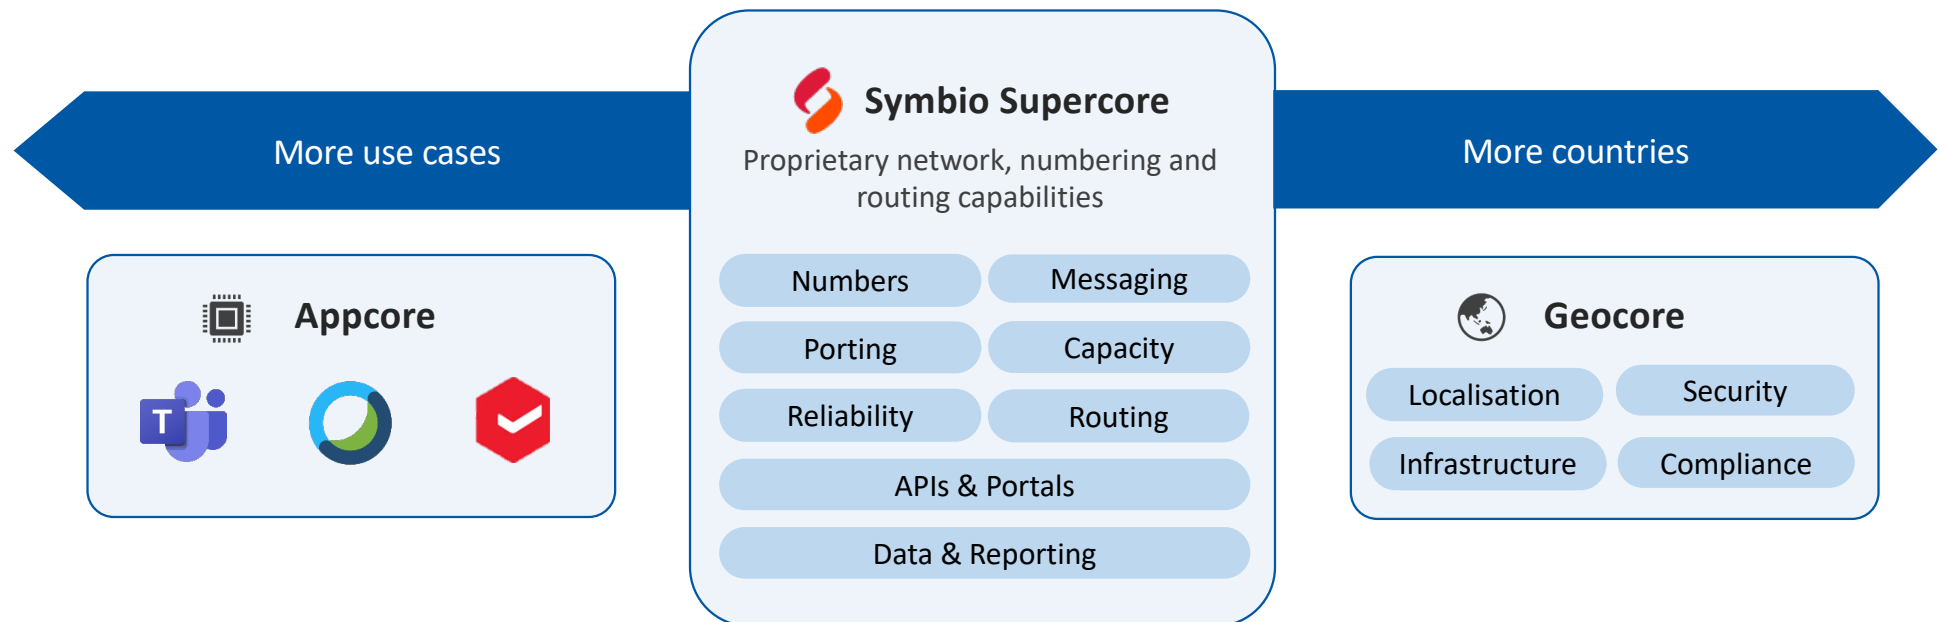 More use cases
Symbio Supercore
Proprietary network, numbering and
routing capabilities
More countries
Appcore
T
Numbers
Messaging
Porting
Capacity
Reliability
Routing
APIs & Portals
Data & Reporting
Geocore
Localisation
Security
Infrastructure
Compliance